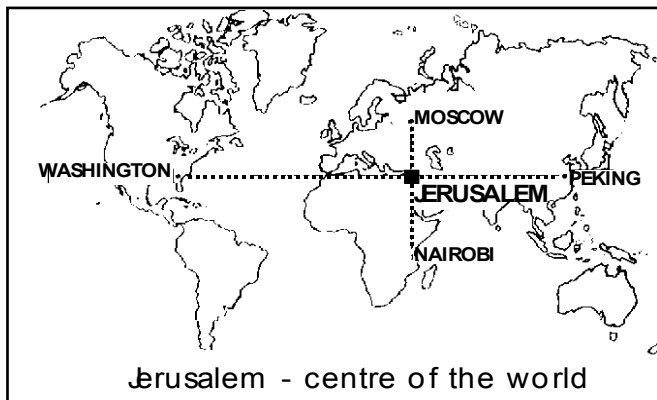 MOSCOW
WASHINGTON
PEKING
JERUSALEM
NAIROBI
Jerusalem - centre of the world